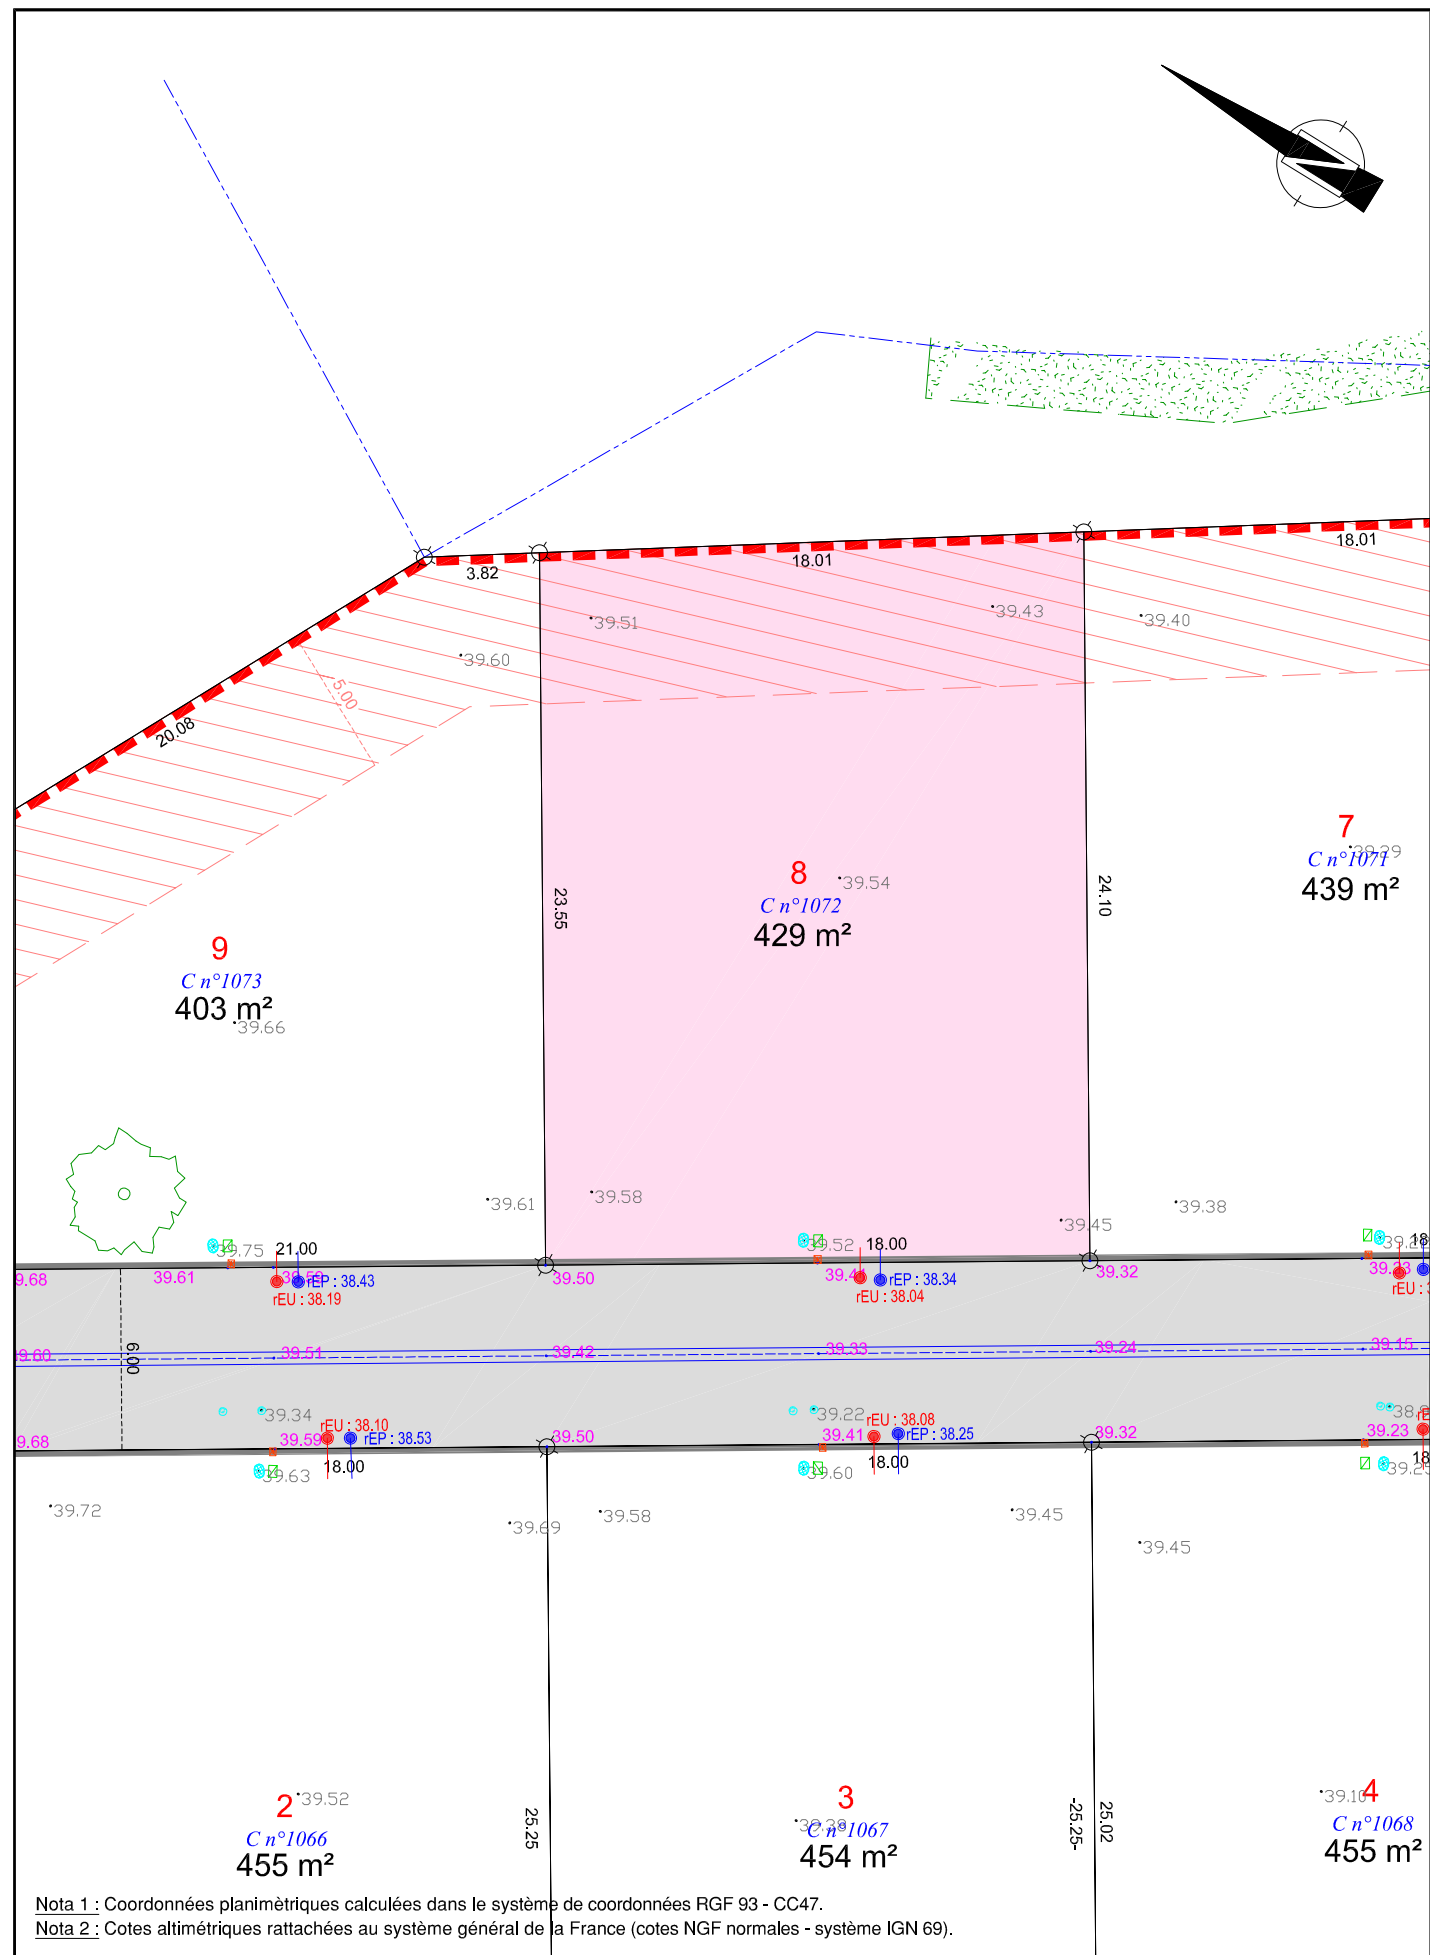 3.82
18.01
18.01
39.51
39.43
39.40
39.60
5.00
20.08
7
C n°1071
439 m²
8
39.54
C n°1072
429 m²
23.55
24.10
9
C n°1073
403 m²
39.66
39.61
39.58
39.45
39.38
39.75
21.00
39.52
18.00
39.68
39.61
39.59
rEP : 38.43
rEU : 38.19
39.50
39.41
rEP : 38.34
rEU : 38.04
39.32
39.23
6.00
39.60
39.51
39.42
39.33
39.24
39.15
39.34
39.22
39.68
39.59
rEU : 38.10
rEP : 38.53
39.50
39.41
rEU : 38.08
rEP : 38.25
39.32
39.23
39.63
18.00
39.60
18.00
39.72
39.69
39.58
39.45
39.45
2
39.52
C n°1066
455 m²
25.25
3
39.38
C n°1067
454 m²
-25.25-
25.02
39.10
4
C n°1068
455 m²
Nota 1 : Coordonnées planimètriques calculées dans le système de coordonnées RGF 93 - CC47.
Nota 2 : Cotes altimétriques rattachées au système général de la France (cotes NGF normales - système IGN 69).